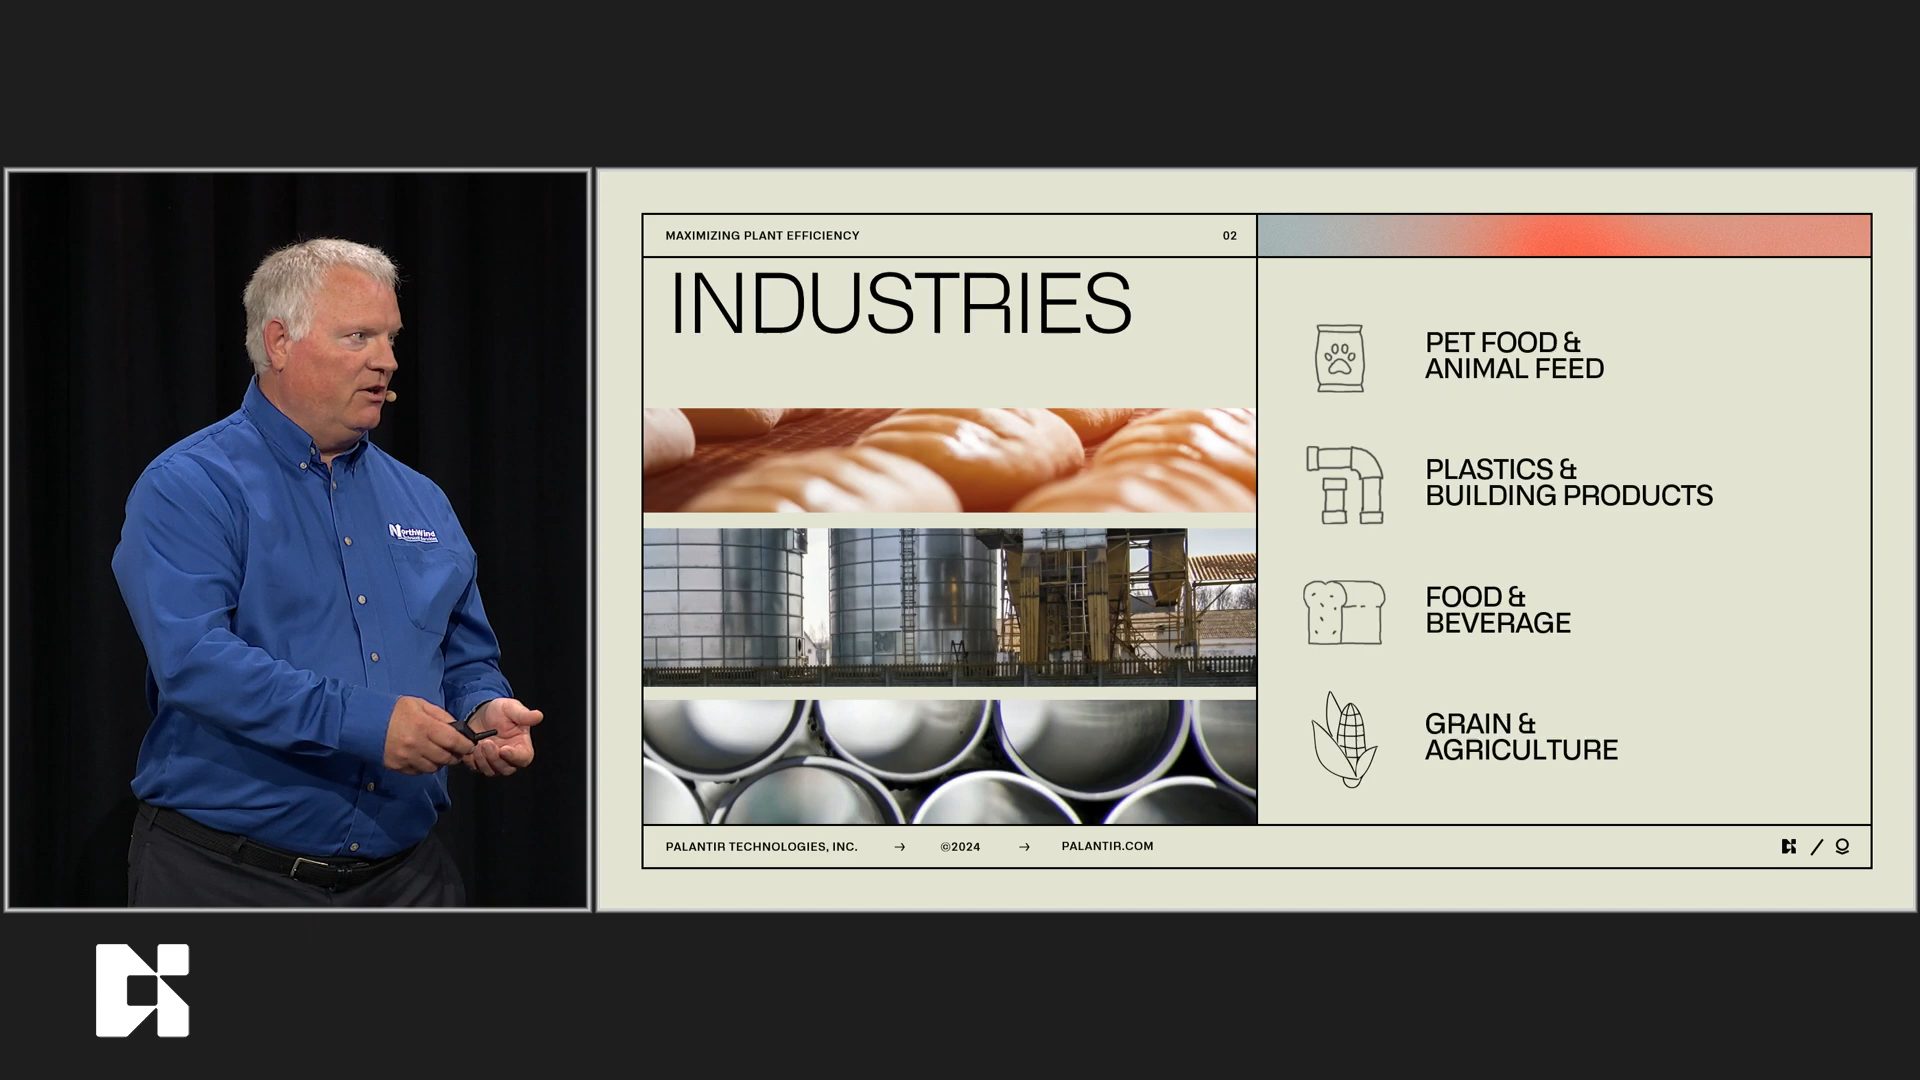 NorthWind
MAXIMIZING PLANT EFFICIENCY
02
INDUSTRIES
PET FOOD &
ANIMAL FEED
PLASTICS &
BUILDING PRODUCTS
FOOD &
BEVERAGE
GRAIN &
AGRICULTURE
PALANTIR TECHNOLOGIES, INC. → ©2024 → PALANTIR.COM